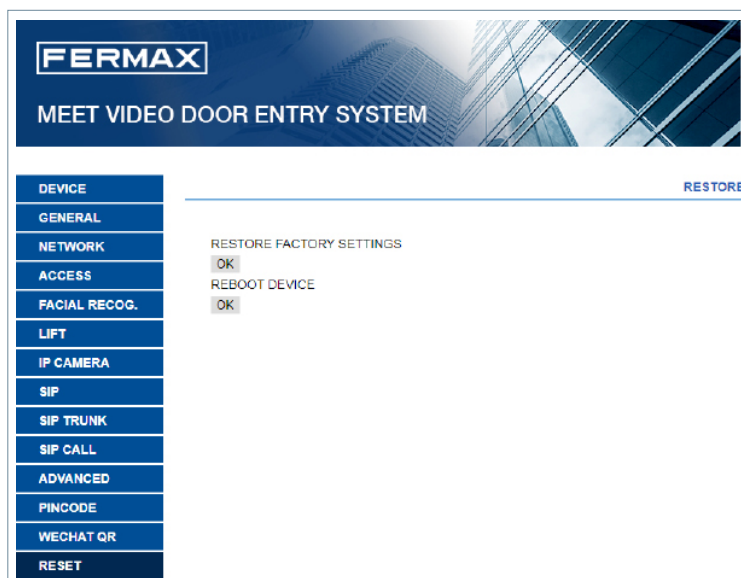 FERMAX
MEET VIDEO DOOR ENTRY SYSTEM
RESTORE
DEVICE
GENERAL
NETWORK
ACCESS
FACIAL RECOG.
LIFT
IP CAMERA
SIP
SIP TRUNK
SIP CALL
ADVANCED
PINCODE
WECHAT QR
RESET
RESTORE FACTORY SETTINGS
OK
REBOOT DEVICE
OK